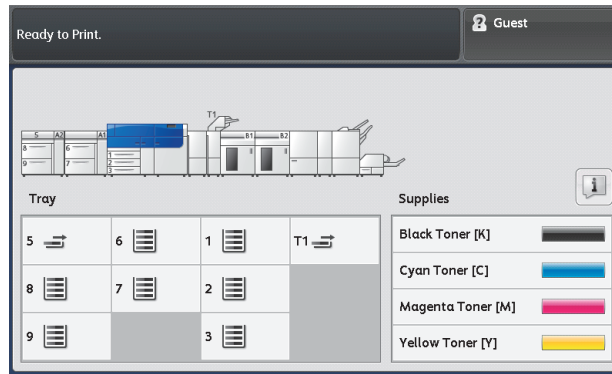 Ready to Print.
Guest
T1
S A2 A1 B1 B2
8 6
9 7
1
2
3
Tray
Supplies
5 6 1 T1
8 7 2
9 3
Black Toner [K]
Cyan Toner [C]
Magenta Toner [M]
Yellow Toner [Y]